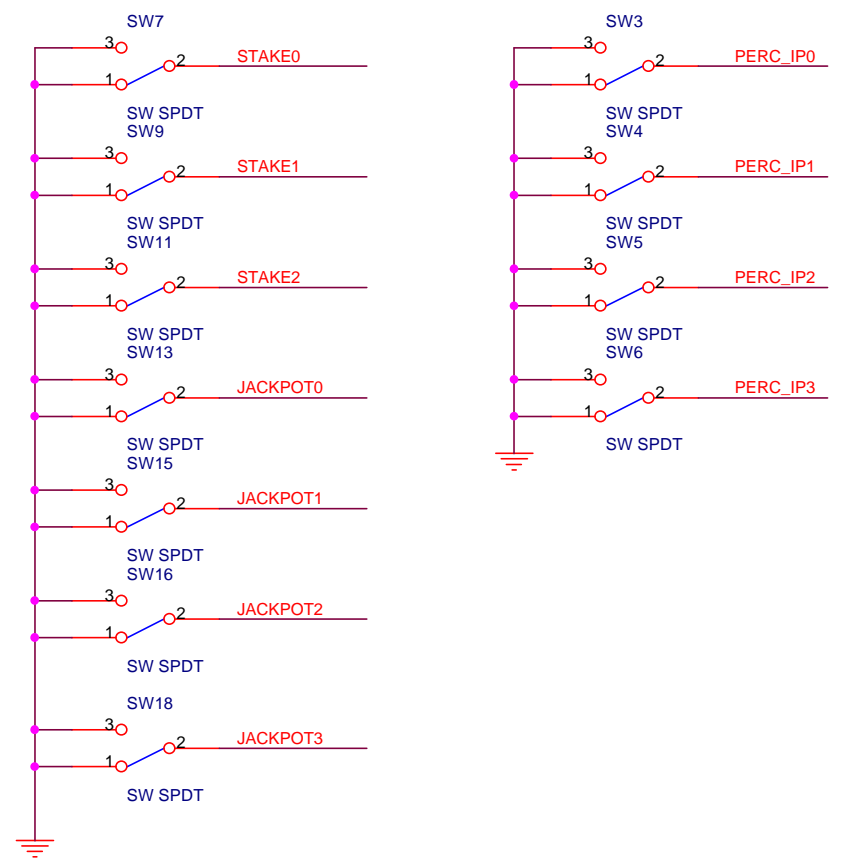 SW7
3
2
STAKE0
1
SW SPDT
SW9
3
2
STAKE1
1
SW SPDT
SW11
3
2
STAKE2
1
SW SPDT
SW13
3
2
JACKPOT0
1
SW SPDT
SW15
3
2
JACKPOT1
1
SW SPDT
SW16
3
2
JACKPOT2
1
SW SPDT
SW18
3
2
JACKPOT3
1
SW SPDT
SW3
3
2
PERC_IP0
1
SW SPDT
SW4
3
2
PERC_IP1
1
SW SPDT
SW5
3
2
PERC_IP2
1
SW SPDT
SW6
3
2
PERC_IP3
1
SW SPDT